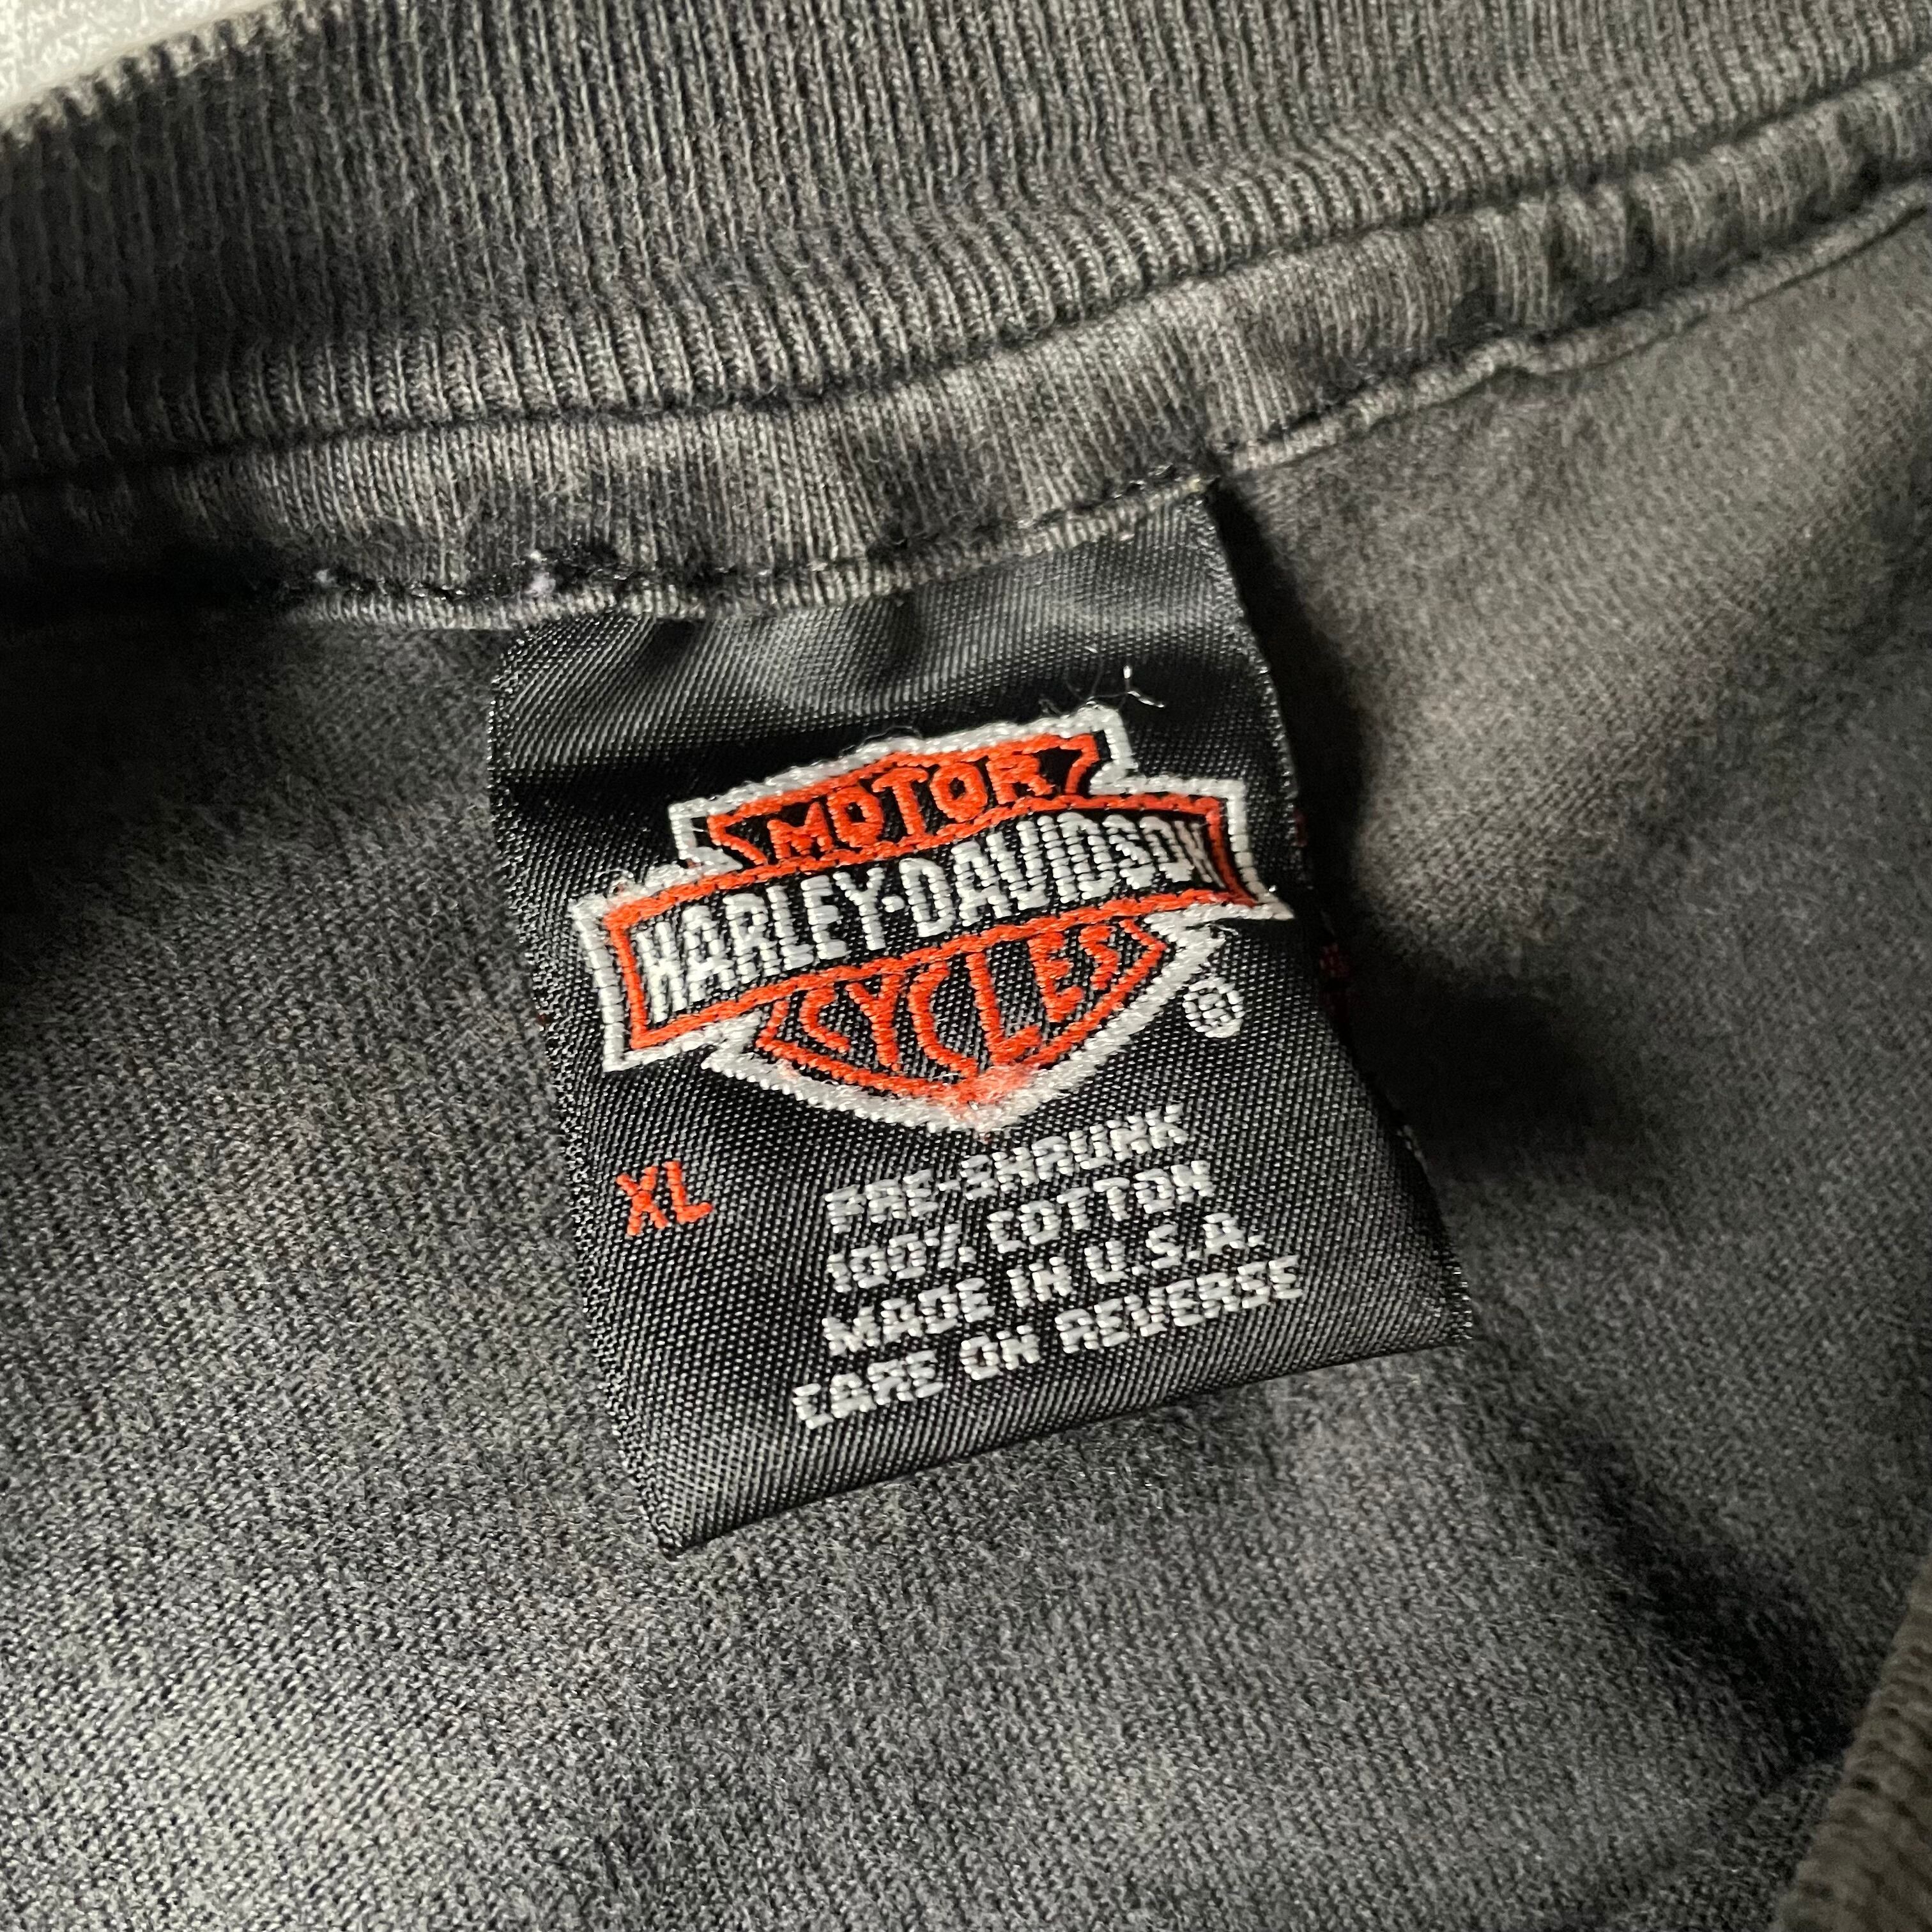 MOTOR
HARLEY-DAVIDSON
CYCLES
®
XL
PRE-SHRUNK
100% COTTON
MADE IN U.S.A.
CARE ON REVERSE